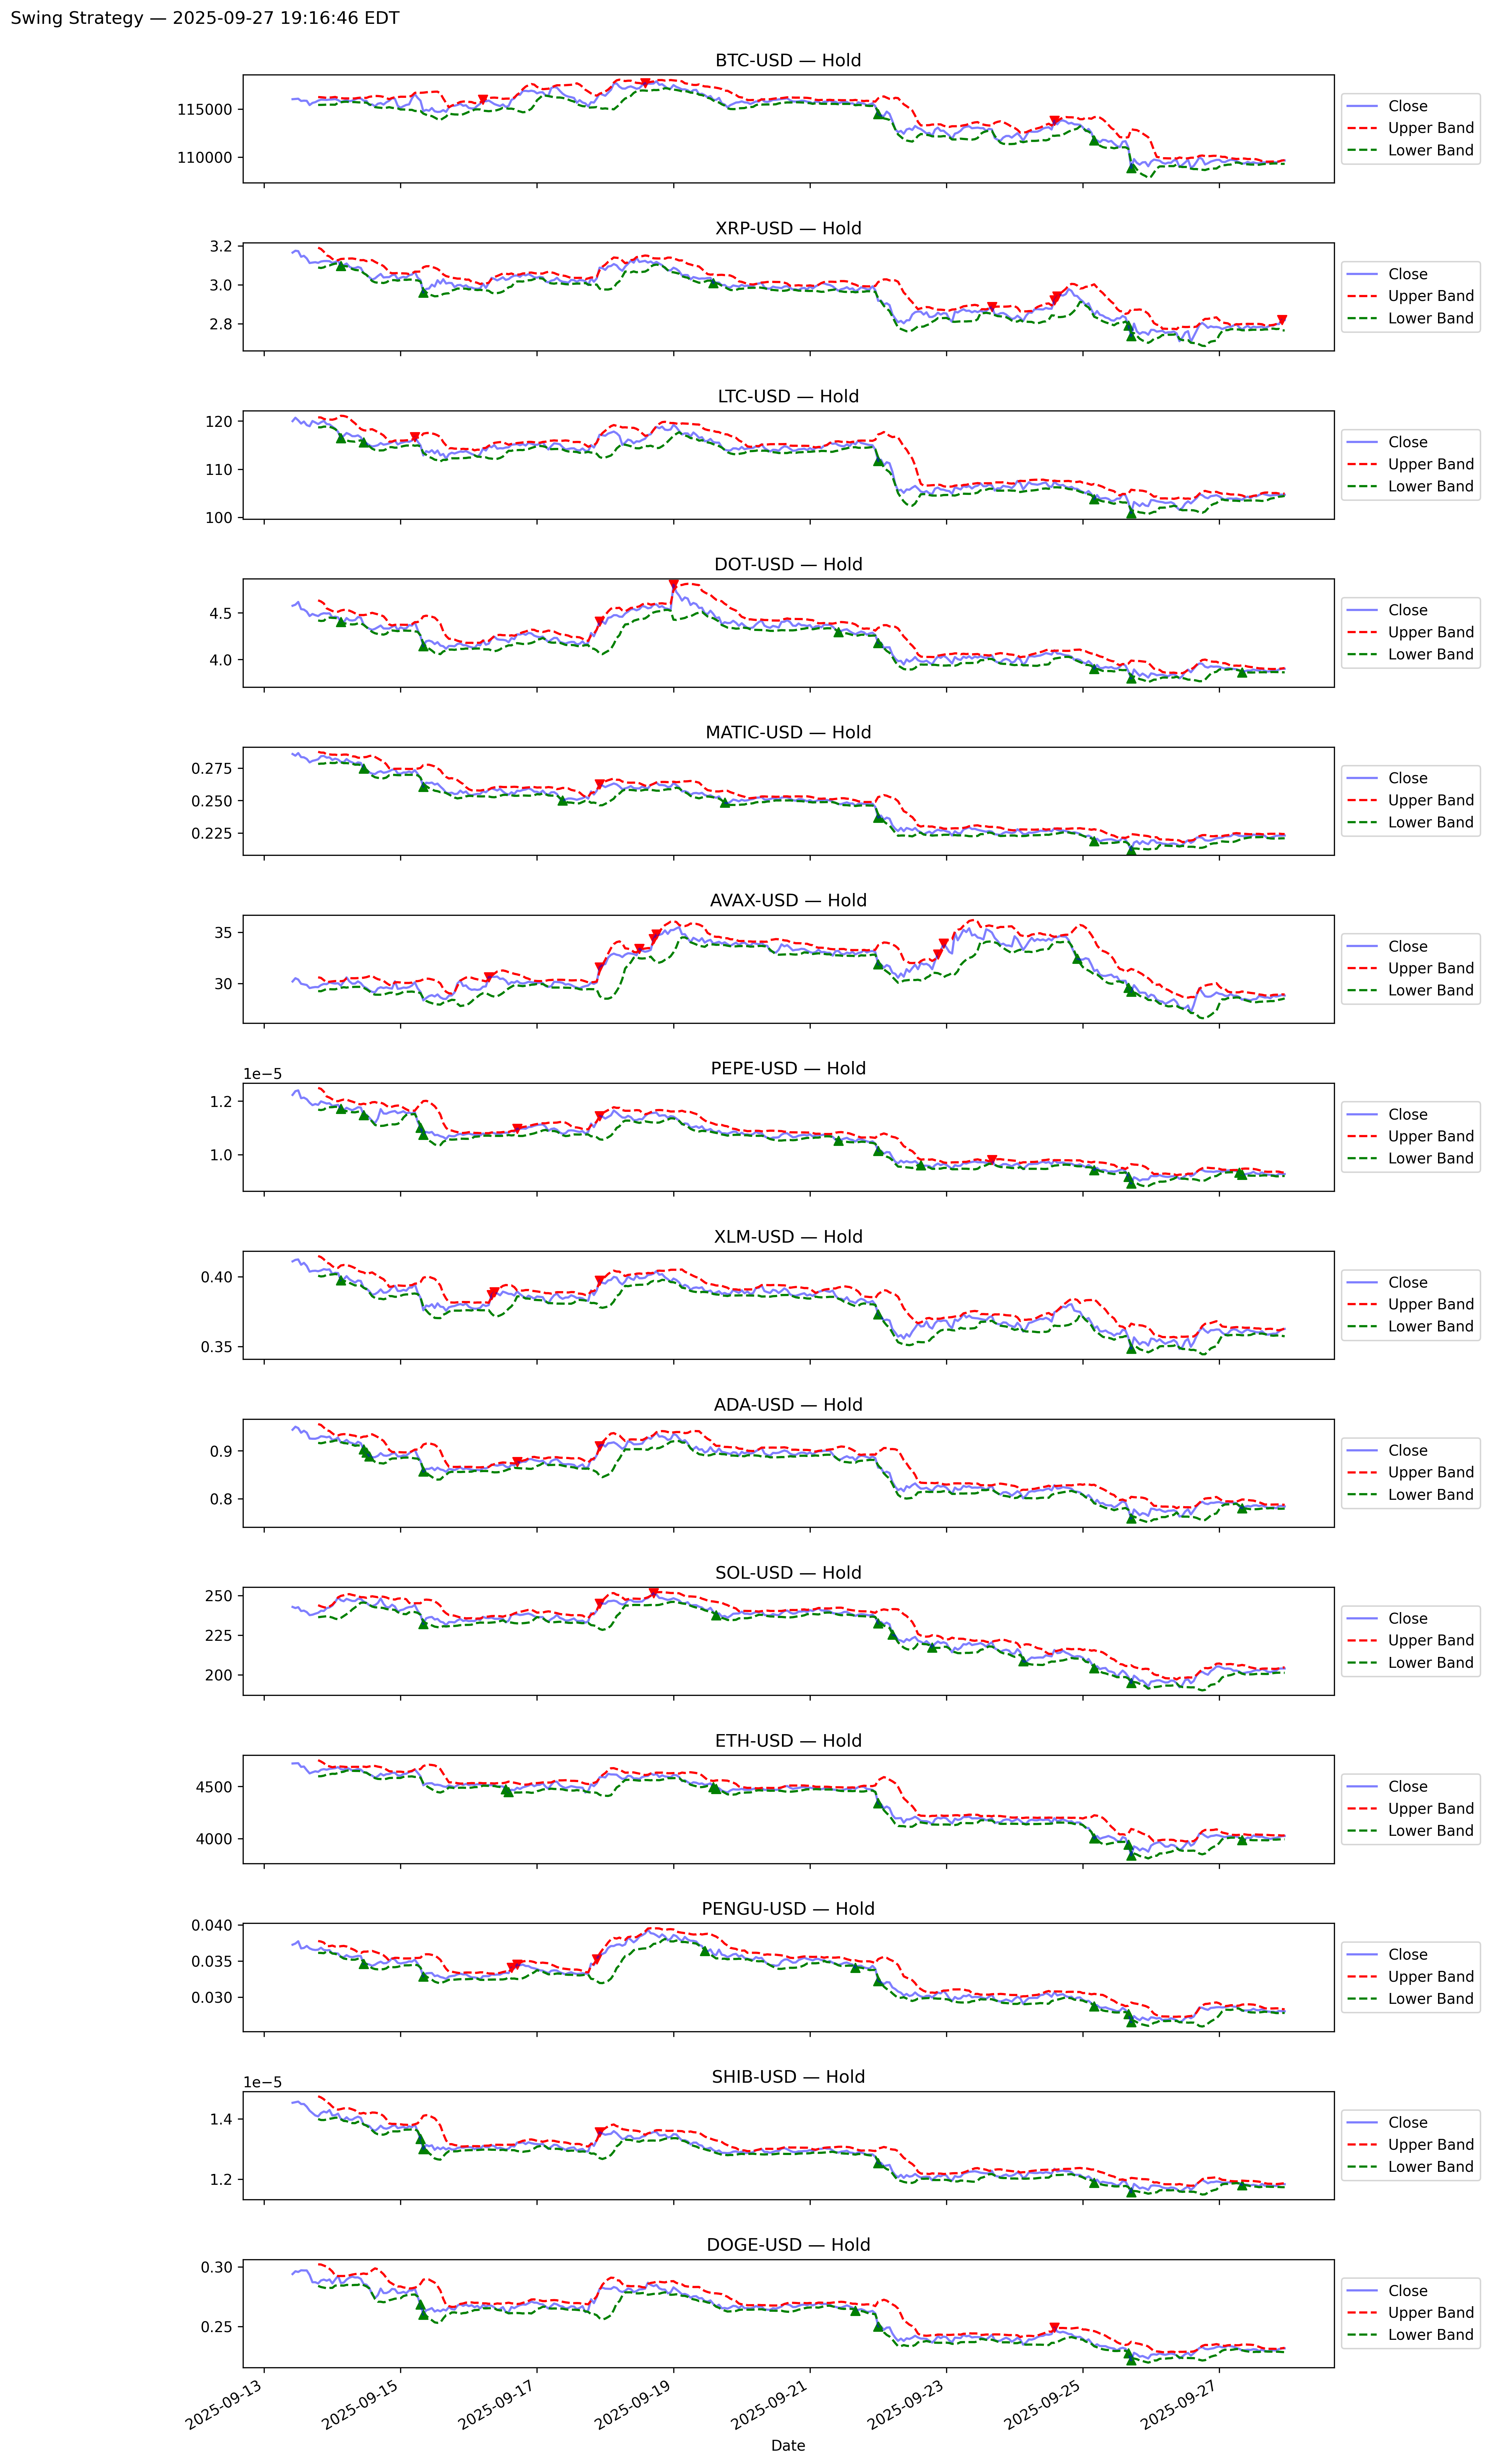 Swing Strategy — 2025-09-27 19:16:46 EDT
BTC-USD — Hold
115000
110000
Close
Upper Band
Lower Band
XRP-USD — Hold
3.2
3.0
2.8
Close
Upper Band
Lower Band
LTC-USD — Hold
120
110
100
Close
Upper Band
Lower Band
DOT-USD — Hold
4.5
4.0
Close
Upper Band
Lower Band
MATIC-USD — Hold
0.275
0.250
0.225
Close
Upper Band
Lower Band
AVAX-USD — Hold
35
30
Close
Upper Band
Lower Band
PEPE-USD — Hold
1e−5
1.2
1.0
Close
Upper Band
Lower Band
XLM-USD — Hold
0.40
0.35
Close
Upper Band
Lower Band
ADA-USD — Hold
0.9
0.8
Close
Upper Band
Lower Band
SOL-USD — Hold
250
225
200
Close
Upper Band
Lower Band
ETH-USD — Hold
4500
4000
Close
Upper Band
Lower Band
PENGU-USD — Hold
0.040
0.035
0.030
Close
Upper Band
Lower Band
SHIB-USD — Hold
1e−5
1.4
1.2
Close
Upper Band
Lower Band
DOGE-USD — Hold
0.30
0.25
Close
Upper Band
Lower Band
2025-09-13
2025-09-15
2025-09-17
2025-09-19
2025-09-21
2025-09-23
2025-09-25
2025-09-27
Date